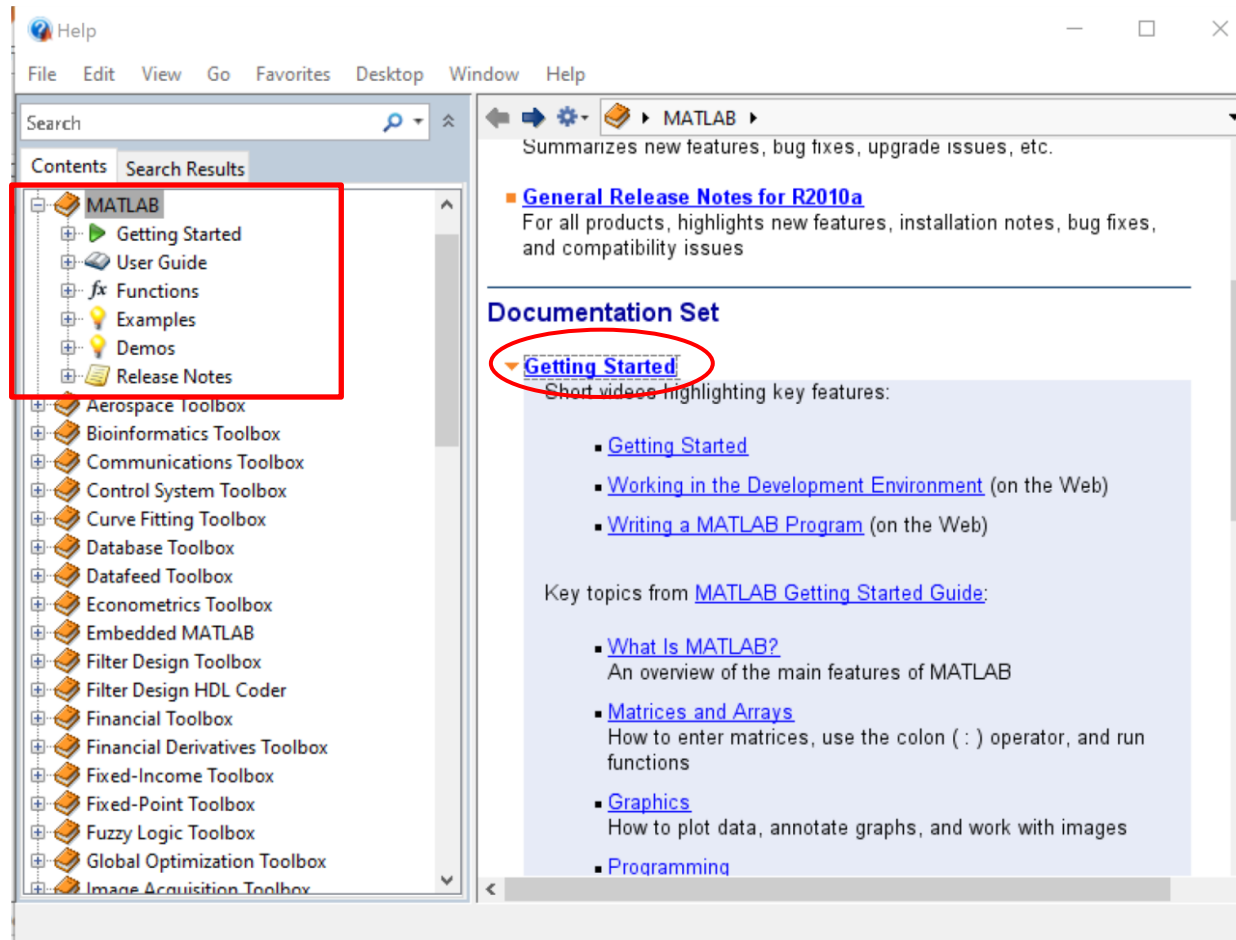 Help
File Edit View Go Favorites Desktop Window Help
Search
Contents Search Results
MATLAB
Getting Started
User Guide
fx Functions
Examples
Demos
Release Notes
Aerospace Toolbox
Bioinformatics Toolbox
Communications Toolbox
Control System Toolbox
Curve Fitting Toolbox
Database Toolbox
Datafeed Toolbox
Econometrics Toolbox
Embedded MATLAB
Filter Design Toolbox
Filter Design HDL Coder
Financial Toolbox
Financial Derivatives Toolbox
Fixed-Income Toolbox
Fixed-Point Toolbox
Fuzzy Logic Toolbox
Global Optimization Toolbox
Image Acquisition Toolbox
MATLAB
Summarizes new features, bug fixes, upgrade issues, etc.
General Release Notes for R2010a
For all products, highlights new features, installation notes, bug fixes,
and compatibility issues
Documentation Set
Getting Started
Short videos highlighting key features:
Getting Started
Working in the Development Environment (on the Web)
Writing a MATLAB Program (on the Web)
Key topics from MATLAB Getting Started Guide:
What Is MATLAB?
An overview of the main features of MATLAB
Matrices and Arrays
How to enter matrices, use the colon ( : ) operator, and run
functions
Graphics
How to plot data, annotate graphs, and work with images
Programming